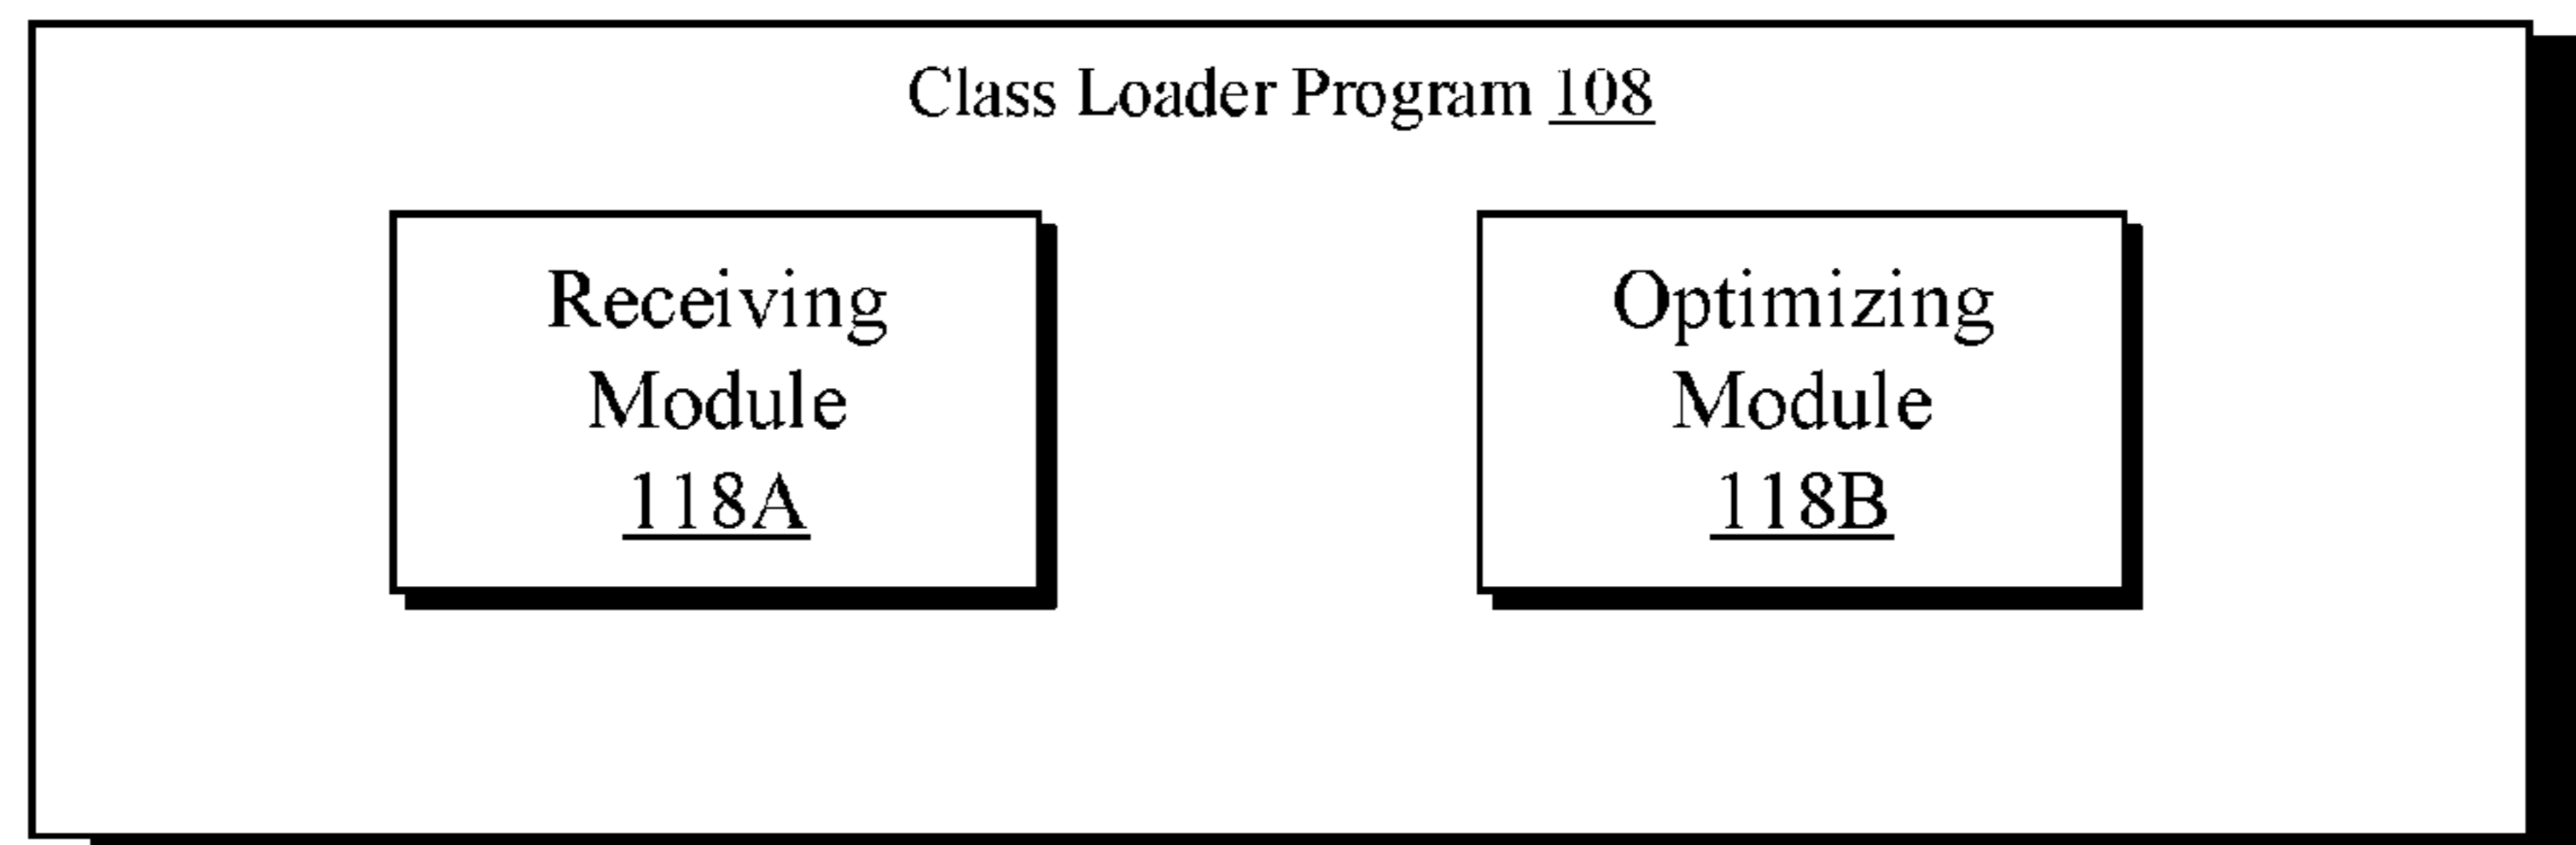 Class Loader Program 108
Receiving
Module
118A
Optimizing
Module
118B